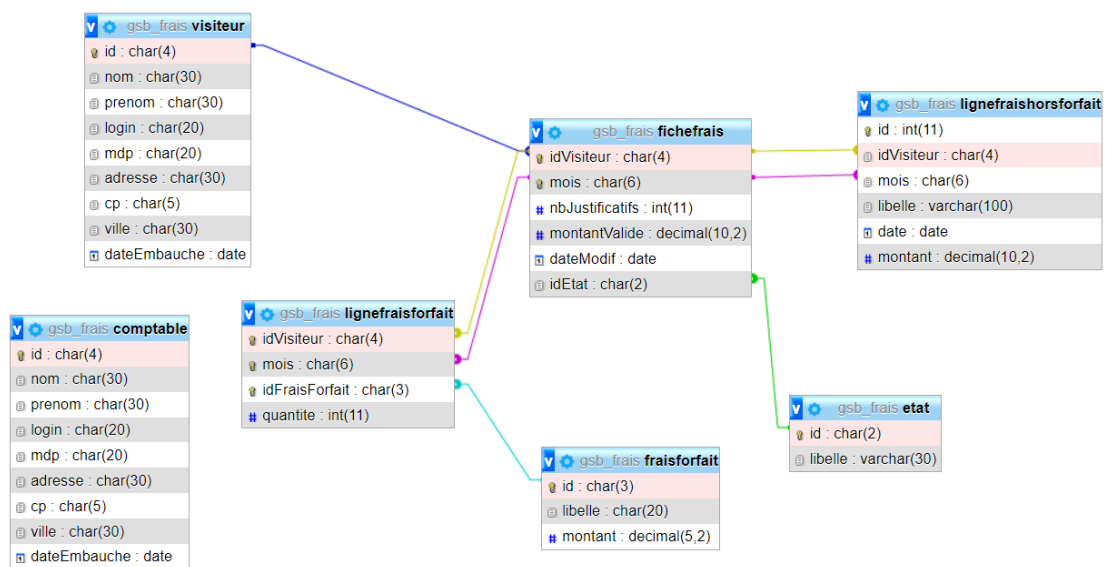 gsb_frais visiteur
id : char(4)
nom : char(30)
prenom : char(30)
login : char(20)
mdp : char(20)
adresse : char(30)
cp : char(5)
ville : char(30)
dateEmbauche : date
gsb_frais fichefrais
idVisiteur : char(4)
mois : char(6)
nbJustificatifs : int(11)
montantValide : decimal(10,2)
dateModif : date
idEtat : char(2)
gsb_frais lignefraishorsforfait
id : int(11)
idVisiteur : char(4)
mois : char(6)
libelle : varchar(100)
date : date
montant : decimal(10,2)
gsb_frais comptable
id : char(4)
nom : char(30)
prenom : char(30)
login : char(20)
mdp : char(20)
adresse : char(30)
cp : char(5)
ville : char(30)
dateEmbauche : date
gsb_frais lignefraisforfait
idVisiteur : char(4)
mois : char(6)
idFraisForfait : char(3)
quantite : int(11)
gsb_frais fraisforfait
id : char(3)
libelle : char(20)
montant : decimal(5,2)
gsb_frais etat
id : char(2)
libelle : varchar(30)